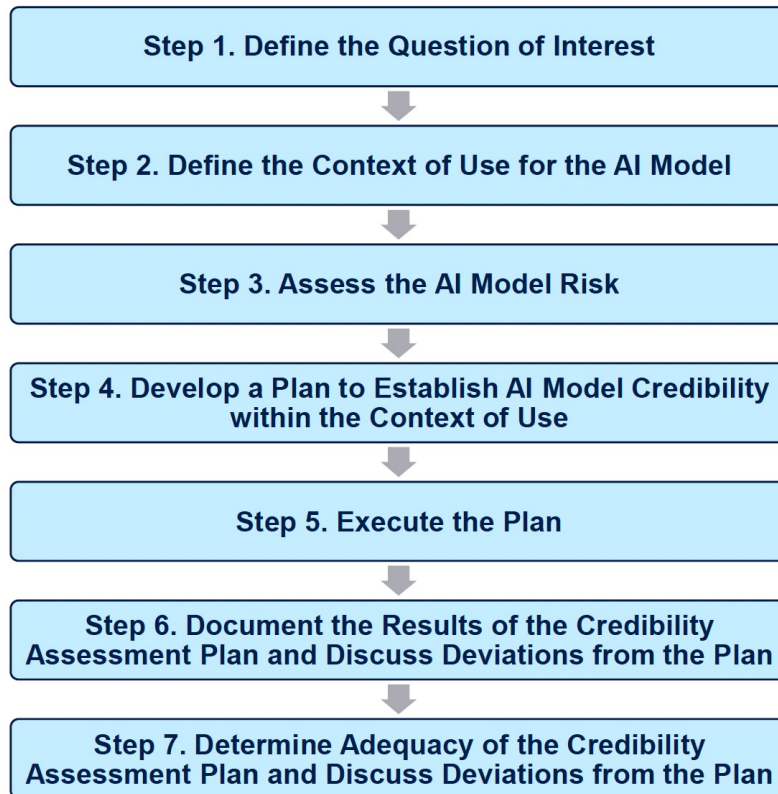 Step 1. Define the Question of Interest
Step 2. Define the Context of Use for the AI Model
Step 3. Assess the AI Model Risk
Step 4. Develop a Plan to Establish AI Model Credibility
within the Context of Use
Step 5. Execute the Plan
Step 6. Document the Results of the Credibility
Assessment Plan and Discuss Deviations from the Plan
Step 7. Determine Adequacy of the Credibility
Assessment Plan and Discuss Deviations from the Plan